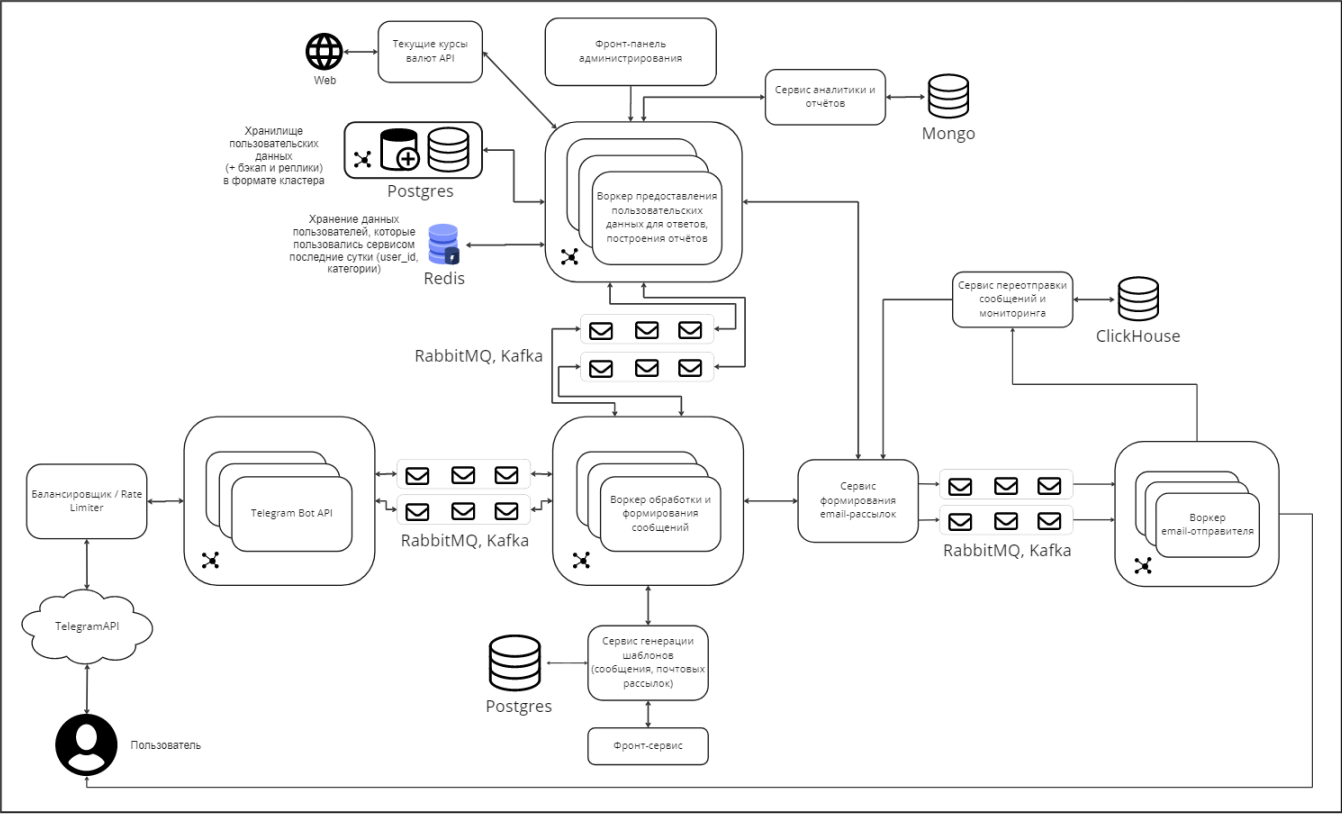 Текущие курсы
валют API
Web
Фронт-панель
администрирования
Сервис аналитики и
отчётов
Mongo
Хранилище
пользовательских
данных
(+ бэкап и реплики)
в формате кластера
Postgres
Воркер предоставления
пользовательских
данных для ответов,
построения отчётов
Хранение данных
пользователей, которые
пользовались сервисом
последние сутки (user_id,
категории)
Redis
Сервис переотправки
сообщений и
мониторинга
ClickHouse
RabbitMQ, Kafka
Балансировщик / Rate
Limiter
Telegram Bot API
RabbitMQ, Kafka
Воркер обработки и
формирования
сообщений
Сервис
формирования
email-рассылок
RabbitMQ, Kafka
Воркер
email-отправителя
TelegramAPI
Сервис генерации
шаблонов
(сообщения, почтовых
рассылок)
Postgres
Фронт-сервис
Пользователь